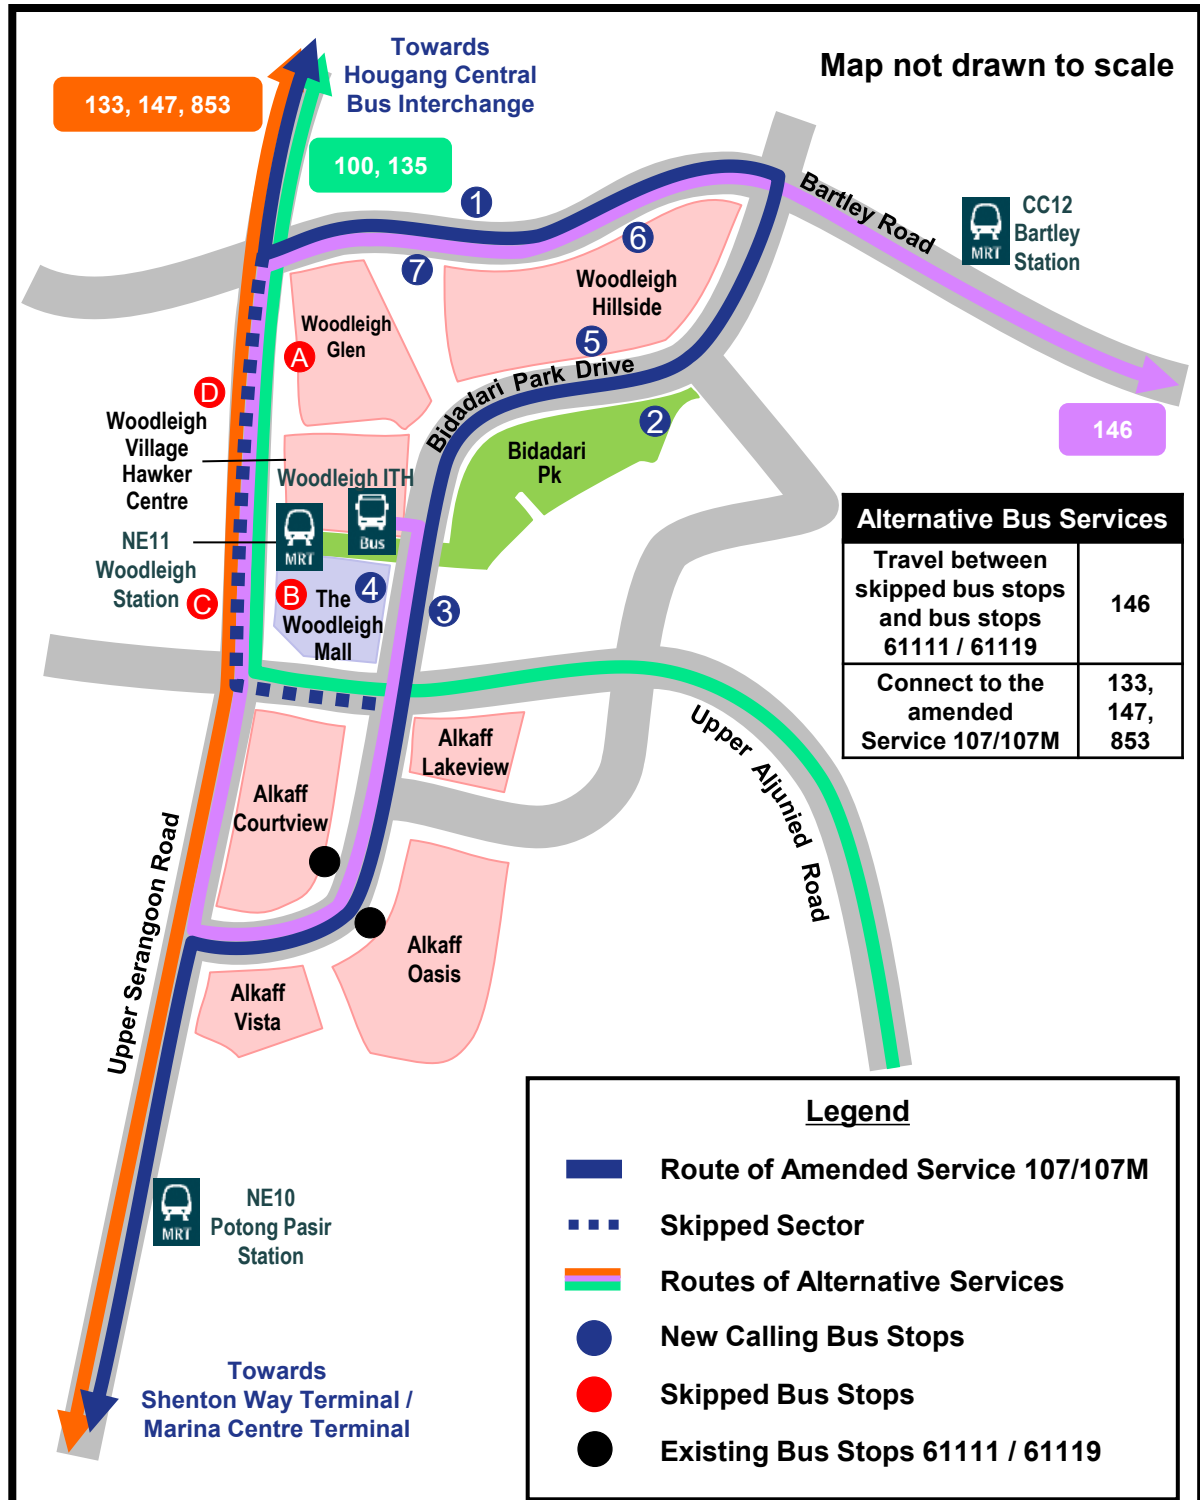 Towards
Hougang Central
Bus Interchange
Map not drawn to scale
133, 147, 853
100, 135
1
Bartley Road
CC12
Bartley
Station
MRT
6
7
Woodleigh
Hillside
Woodleigh
Glen
A
5
D
Bidadari Park Drive
146
Woodleigh
Village
Hawker
Centre
2
Bidadari
Pk
Woodleigh ITH
Bus
MRT
NE11
Woodleigh
Station
C
B
4
3
The
Woodleigh
Mall
Alternative Bus Services
Travel between
skipped bus stops
and bus stops
61111 / 61119
146
Connect to the
amended
Service 107/107M
133,
147,
853
Alkaff
Lakeview
Upper Aljunied Road
Alkaff
Courtview
Upper Serangoon Road
Alkaff
Oasis
Alkaff
Vista
MRT
NE10
Potong Pasir
Station
Towards
Shenton Way Terminal /
Marina Centre Terminal
Legend
Route of Amended Service 107/107M
Skipped Sector
Routes of Alternative Services
New Calling Bus Stops
Skipped Bus Stops
Existing Bus Stops 61111 / 61119